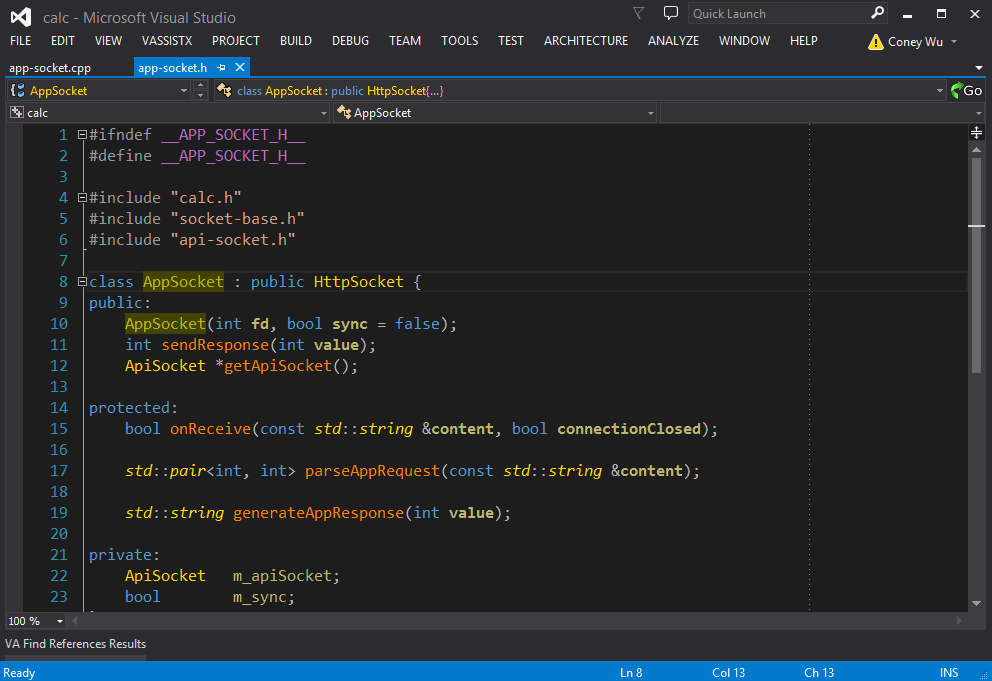 calc - Microsoft Visual Studio
Quick Launch
FILE EDIT VIEW VASSISTX PROJECT BUILD DEBUG TEAM TOOLS TEST ARCHITECTURE ANALYZE WINDOW HELP Coney Wu
app-socket.cpp app-socket.h
AppSocket class AppSocket : public HttpSocket{...} Go
calc AppSocket
1 #ifndef __APP_SOCKET_H__
2 #define __APP_SOCKET_H__
3
4 #include "calc.h"
5 #include "socket-base.h"
6 #include "api-socket.h"
7
8 class AppSocket : public HttpSocket {
9 public:
10 AppSocket(int fd, bool sync = false);
11 int sendResponse(int value);
12 ApiSocket *getApiSocket();
13
14 protected:
15 bool onReceive(const std::string &content, bool connectionClosed);
16
17 std::pair<int, int> parseAppRequest(const std::string &content);
18
19 std::string generateAppResponse(int value);
20
21 private:
22 ApiSocket m_apiSocket;
23 bool m_sync;
100 %
VA Find References Results
Ready Ln 8 Col 13 Ch 13 INS